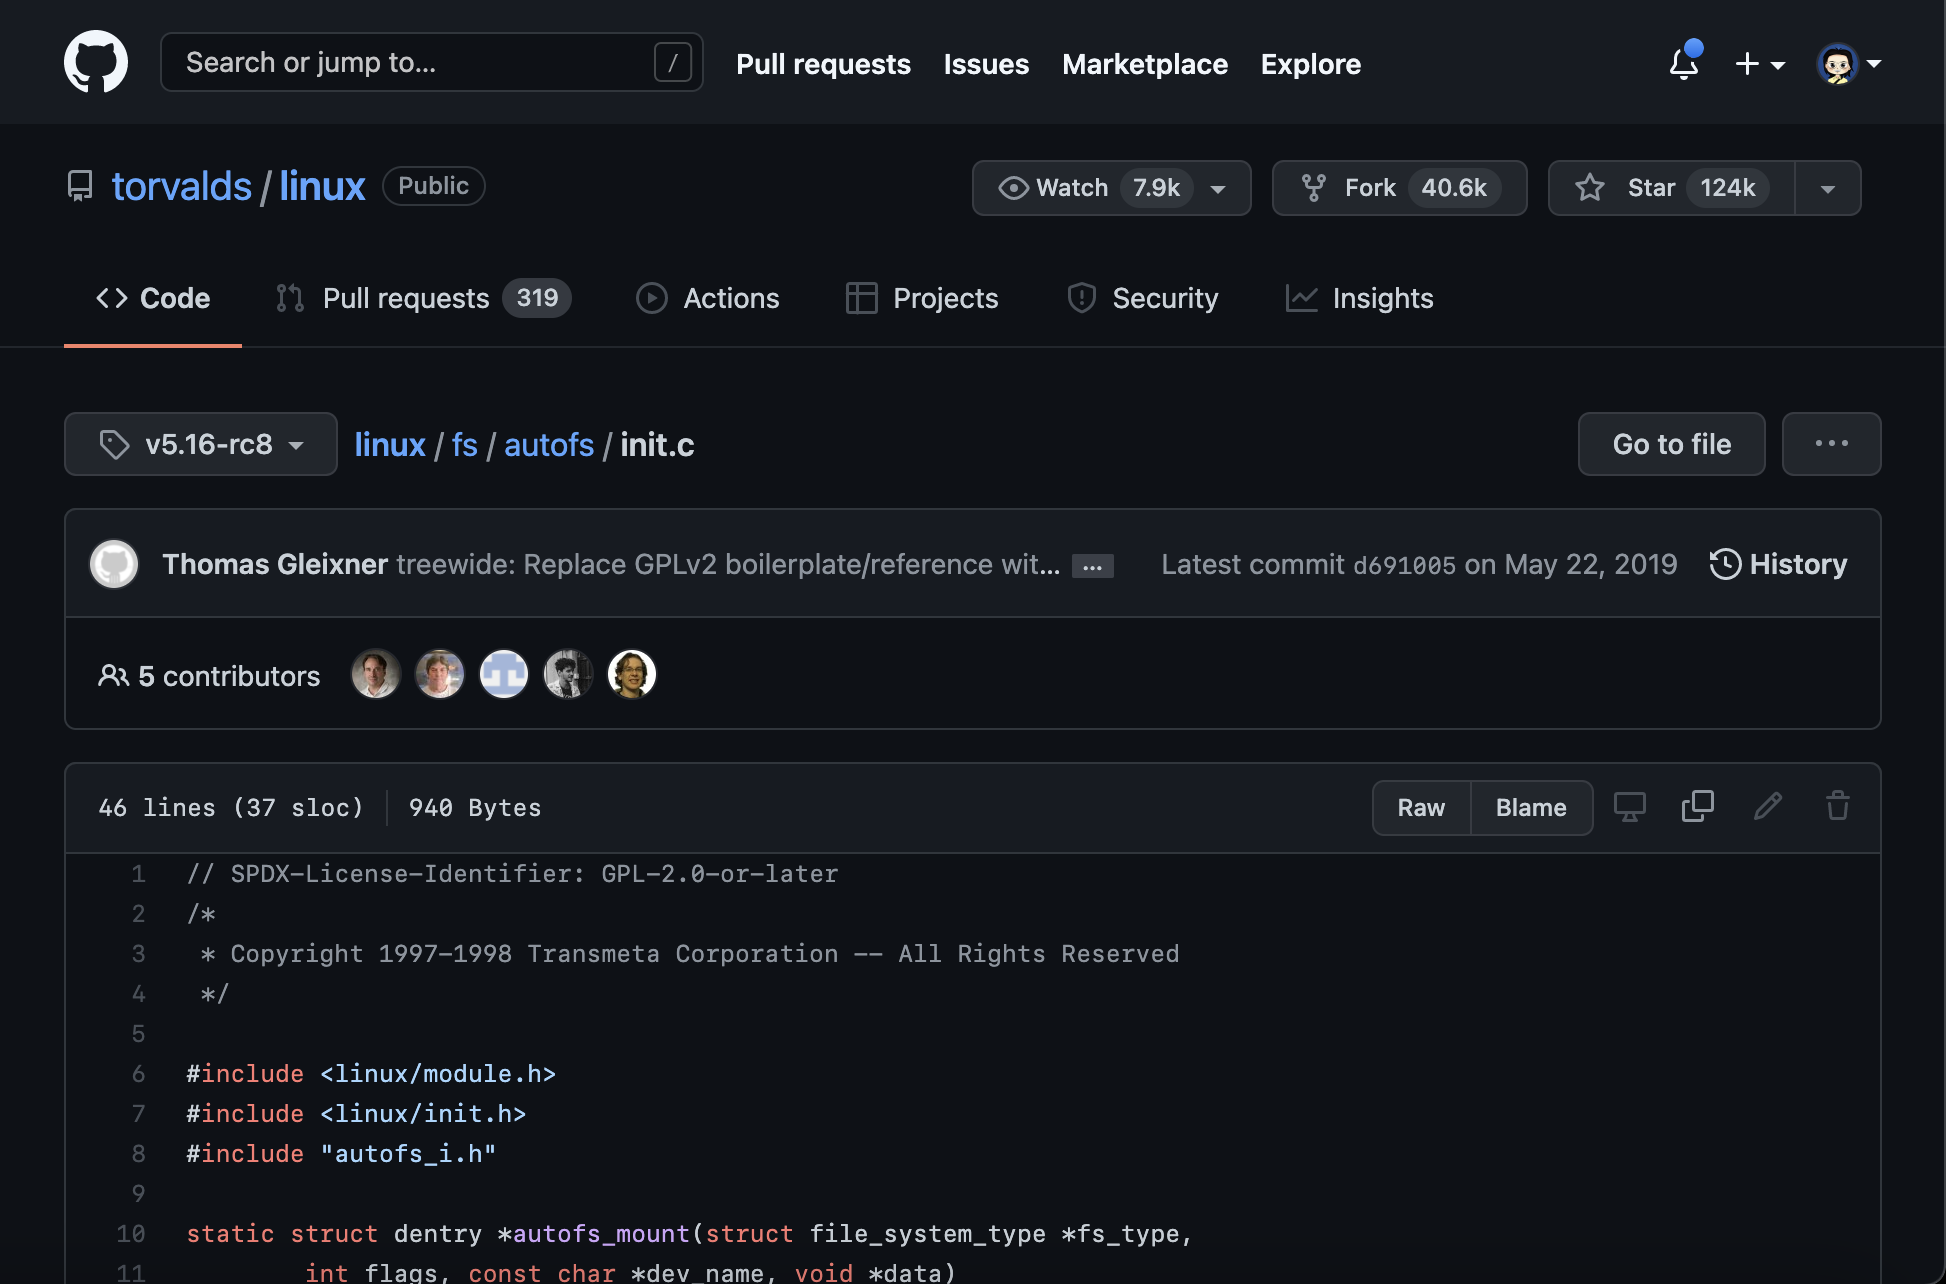 Search or jump to... /
Pull requests Issues Marketplace Explore
torvalds / linux Public
Watch 7.9k Fork 40.6k Star 124k
Code Pull requests 319 Actions Projects Security Insights
v5.16-rc8 linux / fs / autofs / init.c Go to file ...
Thomas Gleixner treewide: Replace GPLv2 boilerplate/reference wit... ... Latest commit d691005 on May 22, 2019 History
5 contributors
46 lines (37 sloc) 940 Bytes Raw Blame
1 // SPDX-License-Identifier: GPL-2.0-or-later
2 /*
3 * Copyright 1997-1998 Transmeta Corporation -- All Rights Reserved
4 */
5
6 #include <linux/module.h>
7 #include <linux/init.h>
8 #include "autofs_i.h"
9
10 static struct dentry *autofs_mount(struct file_system_type *fs_type,
11 int flags, const char *dev_name, void *data)